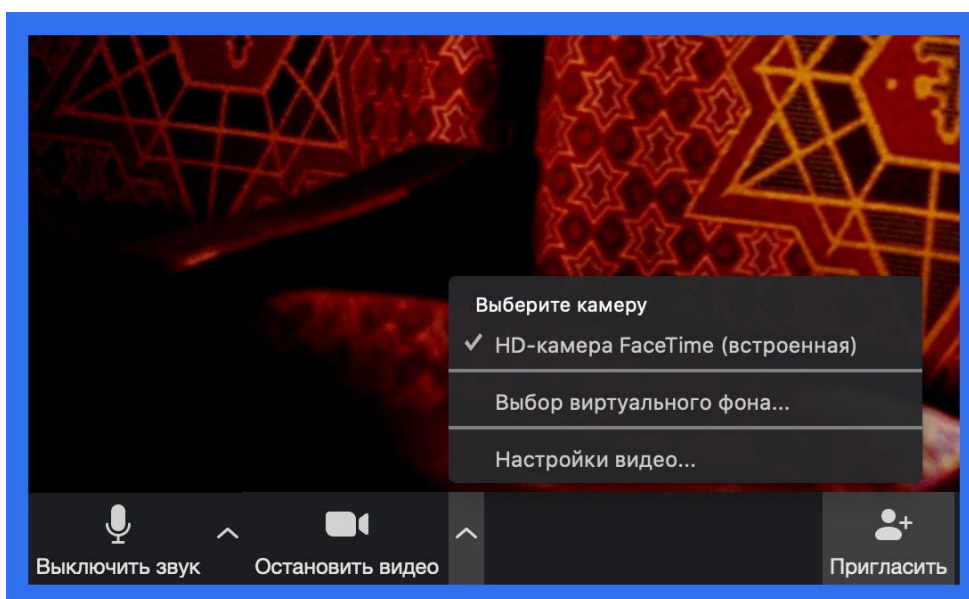 Выберите камеру
HD-камера FaceTime (встроенная)
Выбор виртуального фона...
Настройки видео...
Выключить звук
Остановить видео
Пригласить